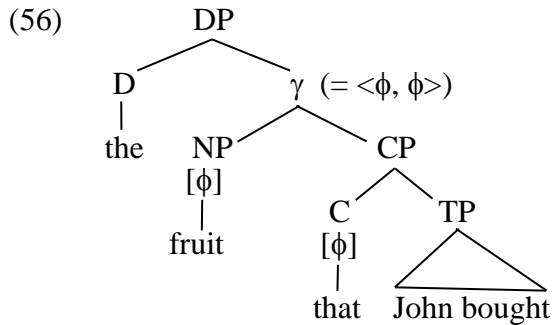 (56) DP
D γ (= <ϕ, ϕ>)
the NP CP
[ϕ]
C TP
fruit [ϕ]
that John bought